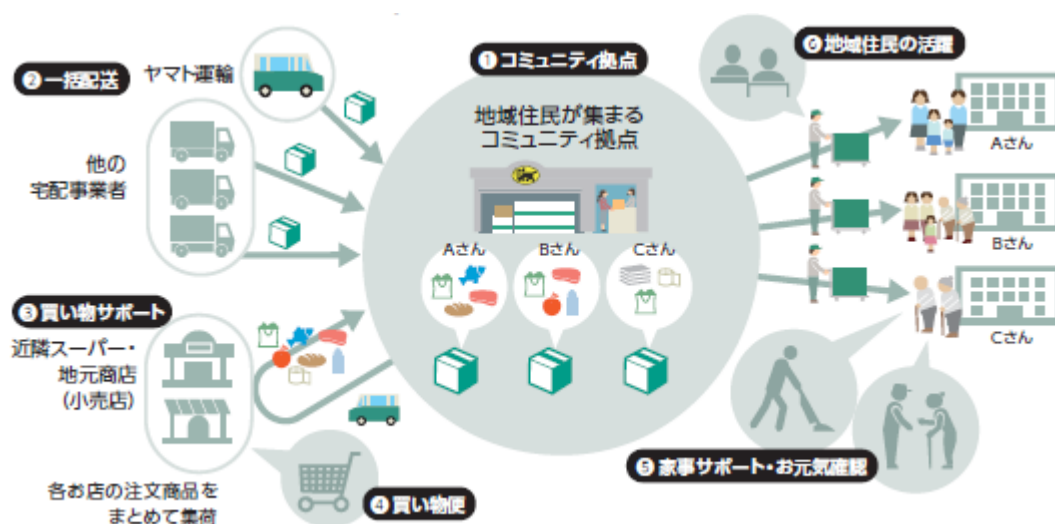 ❶コミュニティ拠点
地域住民が集まる
コミュニティ拠点
Aさん
Bさん
Cさん
❷一括配送
ヤマト運輸
他の
宅配事業者
❸買い物サポート
近隣スーパー・
地元商店
(小売店)
各お店の注文商品を
まとめて集荷
❹買い物便
❺家事サポート・お元気確認
❻地域住民の活躍
Aさん
Bさん
Cさん